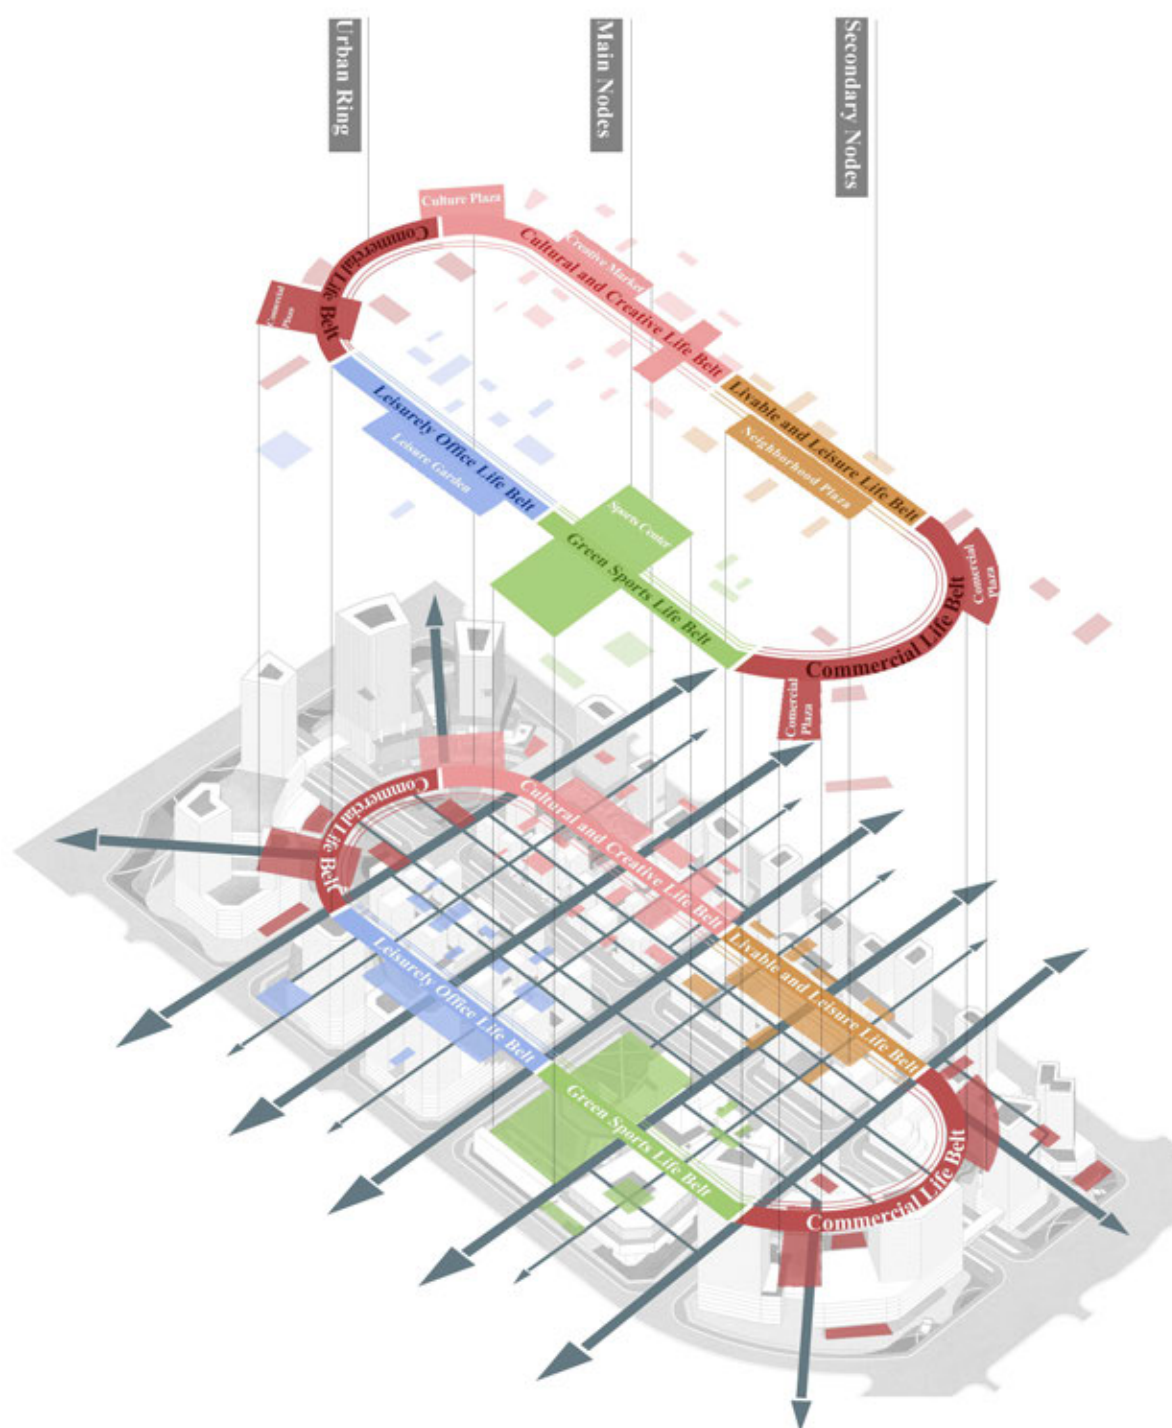 Urban Ring
Main Nodes
Secondary Nodes
Culture Plaza
Commercial Life Belt
Cultural and Creative Life Belt
Creative Market
Commercial
Plaza
Livable and Leisure Life Belt
Neighborhood Plaza
Leisurely Office Life Belt
Leisure Garden
Sports Center
Green Sports Life Belt
Comercial
Plaza
Commercial Life Belt
Comercial
Plaza
Commercial Life Belt
Cultural and Creative Life Belt
Livable and Leisure Life Belt
Leisurely Office Life Belt
Green Sports Life Belt
Commercial Life Belt